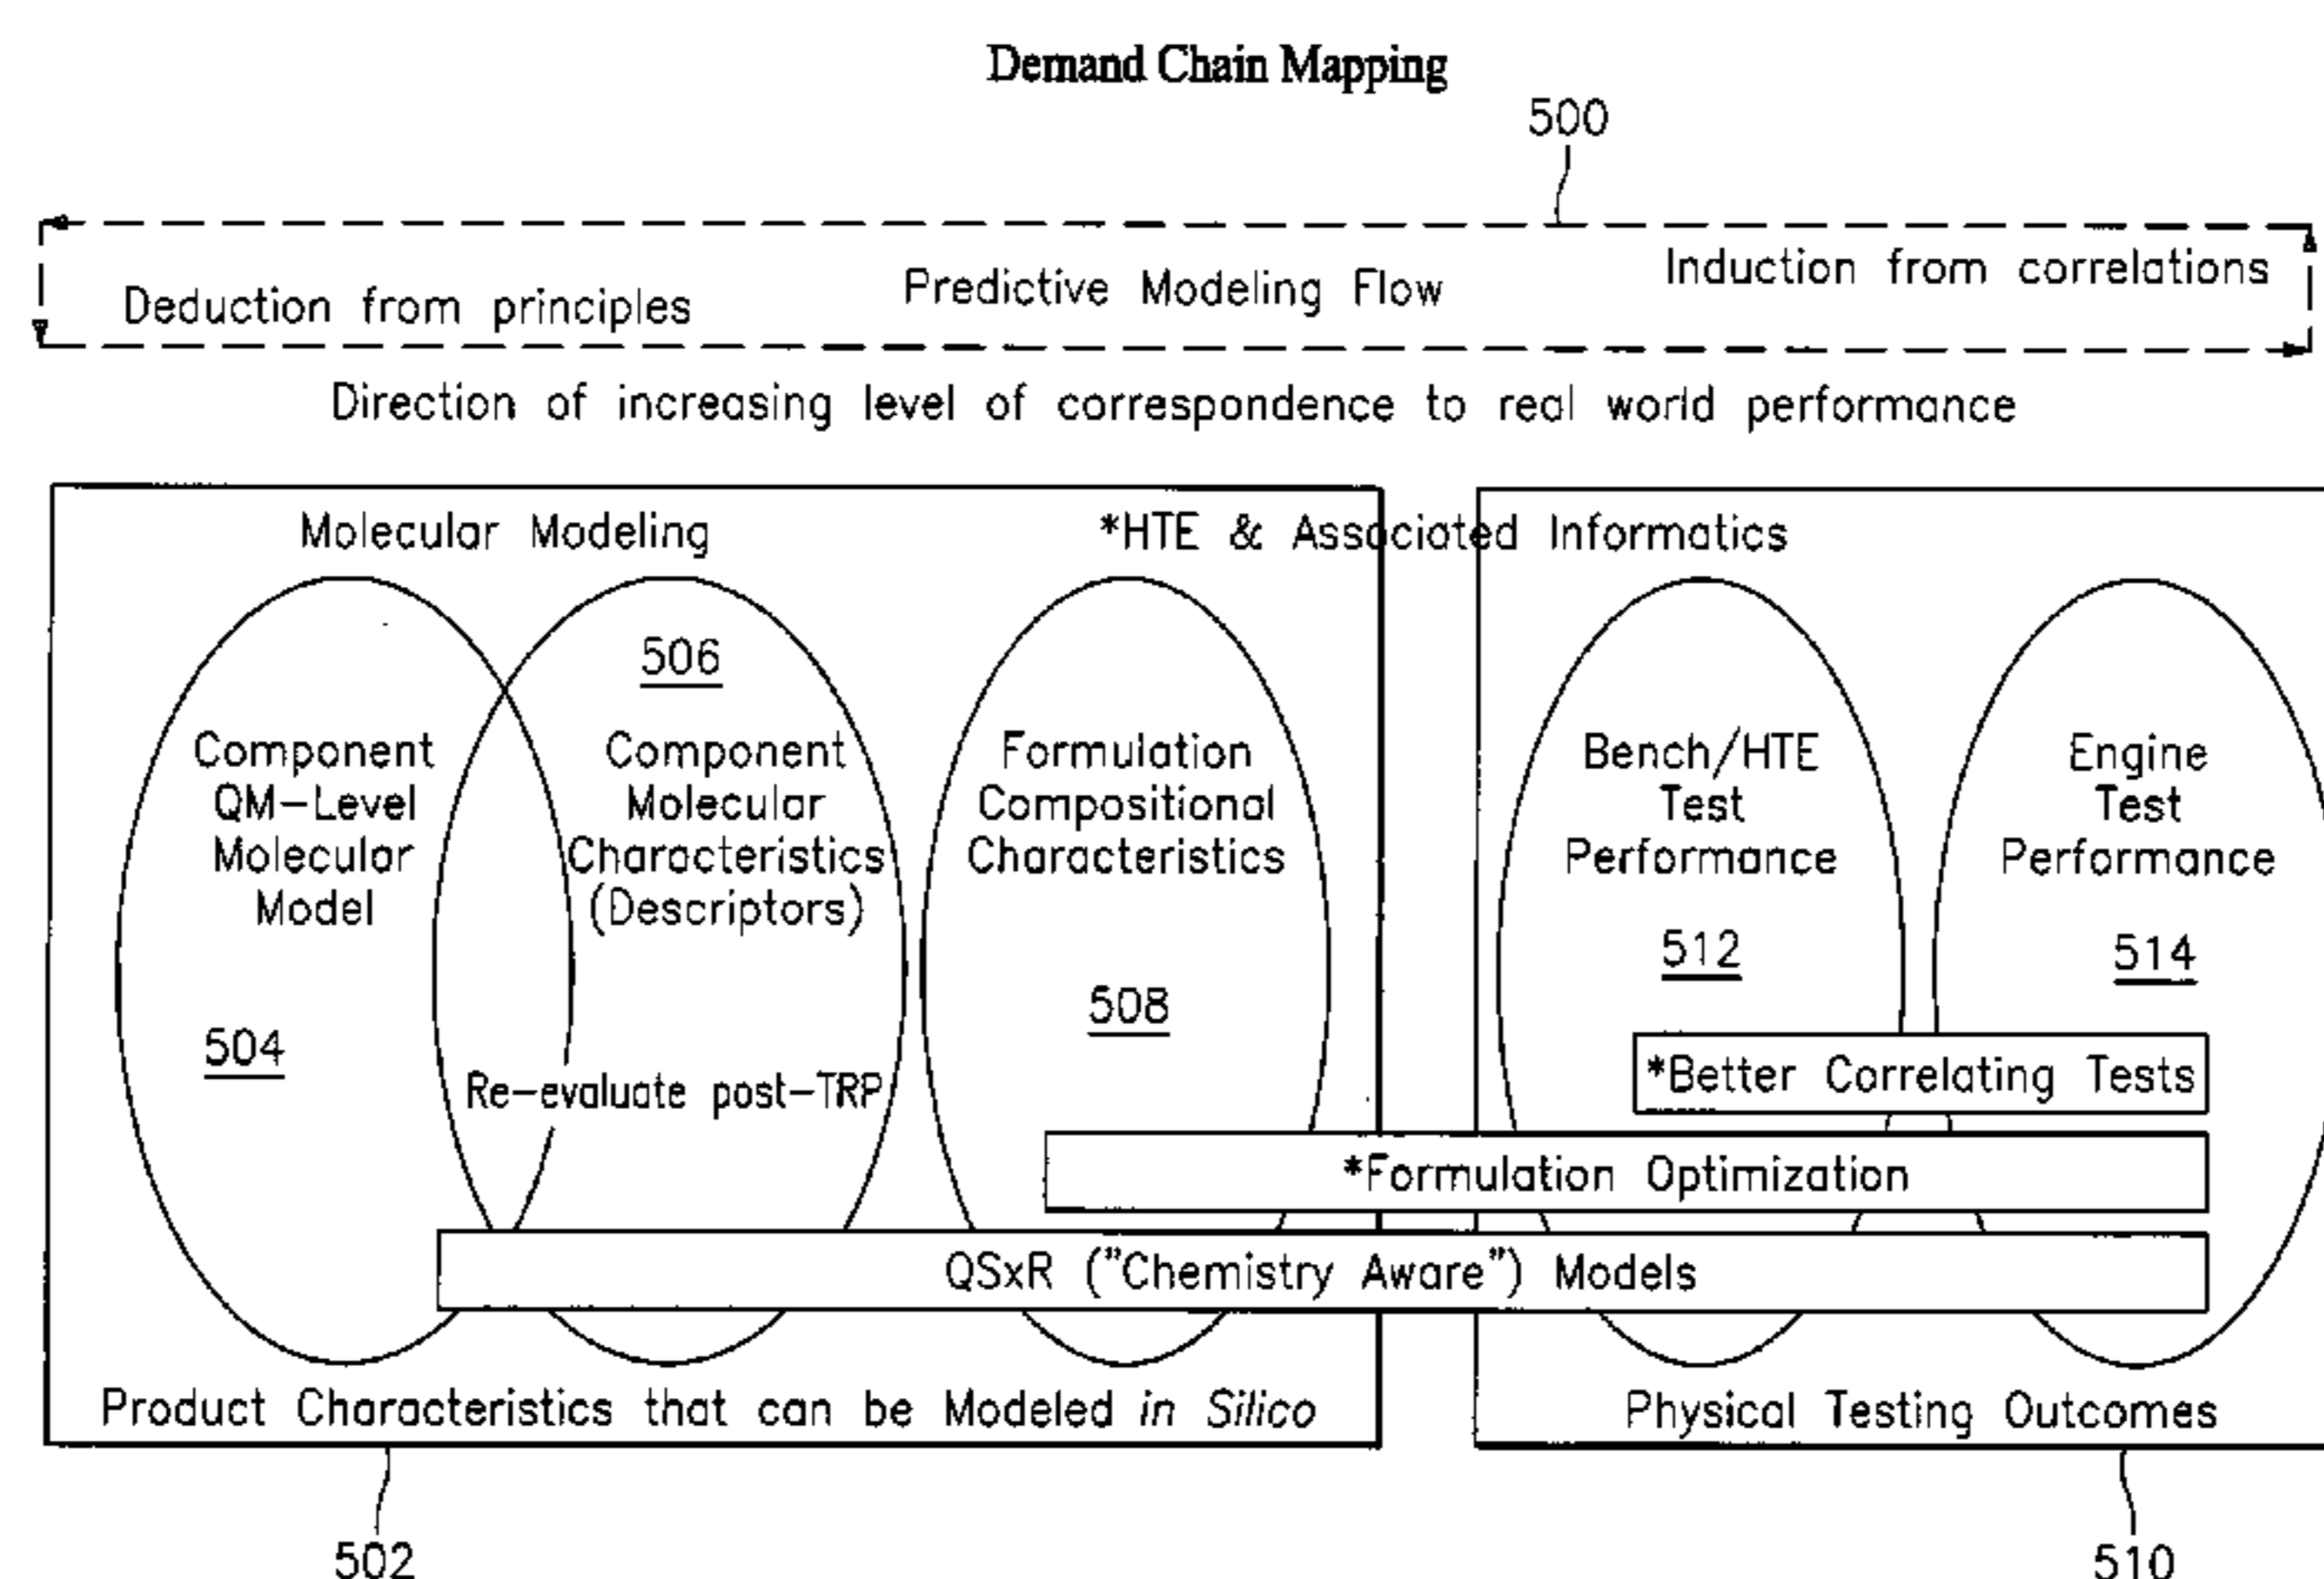 Demand Chain Mapping
500
Induction from correlations
Predictive Modeling Flow
Deduction from principles
Direction of increasing level of correspondence to real world performance
Molecular Modeling
*HTE & Associated Informatics
506
Component
QM-Level
Molecular
Model
504
Component
Molecular
Characteristics
(Descriptors)
Re-evaluate post-TRP
Formulation
Compositional
Characteristics
508
Bench/HTE
Test
Performance
512
Engine
Test
Performance
514
*Better Correlating Tests
*Formulation Optimization
QSxR ("Chemistry Aware") Models
Product Characteristics that can be Modeled in Silico
Physical Testing Outcomes
502
510